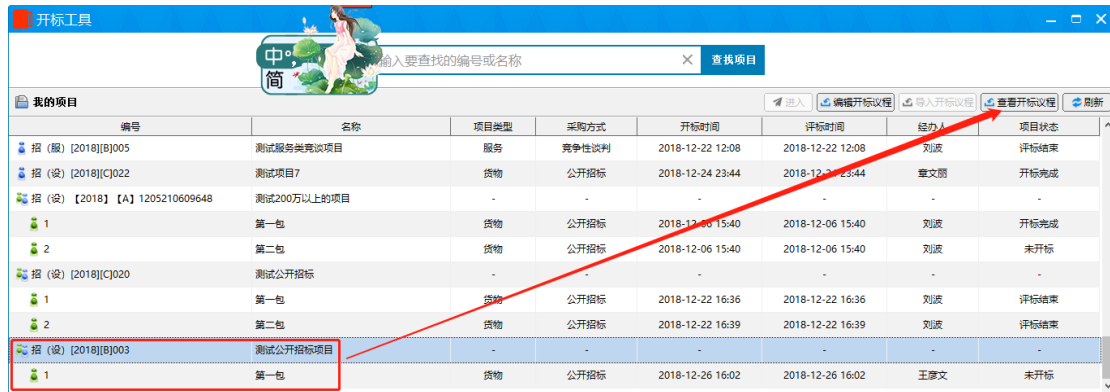 开标工具
中
简
输入要查找的编号或名称
查找项目
我的项目
进入 编辑开标议程 导入开标议程 查看开标议程 刷新
编号 名称 项目类型 采购方式 开标时间 评标时间 经办人 项目状态
招（服）[2018][B]005 测试服务类竞谈项目 服务 竞争性谈判 2018-12-22 12:08 2018-12-22 12:08 刘波 评标结束
招（设）[2018][C]022 测试项目7 货物 公开招标 2018-12-24 23:44 2018-12-24 23:44 章文丽 开标完成
招（设）【2018】【A】1205210609648 测试200万以上的项目 - - - - - -
1 第一包 货物 公开招标 2018-12-06 15:40 2018-12-06 15:40 刘波 开标完成
2 第二包 货物 公开招标 2018-12-06 15:40 2018-12-06 15:40 刘波 未开标
招（设）[2018][C]020 测试公开招标 - - - - - -
1 第一包 货物 公开招标 2018-12-22 16:36 2018-12-22 16:36 刘波 评标结束
2 第二包 货物 公开招标 2018-12-22 16:39 2018-12-22 16:39 刘波 评标结束
招（设）[2018][B]003 测试公开招标项目 - - - - - -
1 第一包 货物 公开招标 2018-12-26 16:02 2018-12-26 16:02 王彦文 未开标